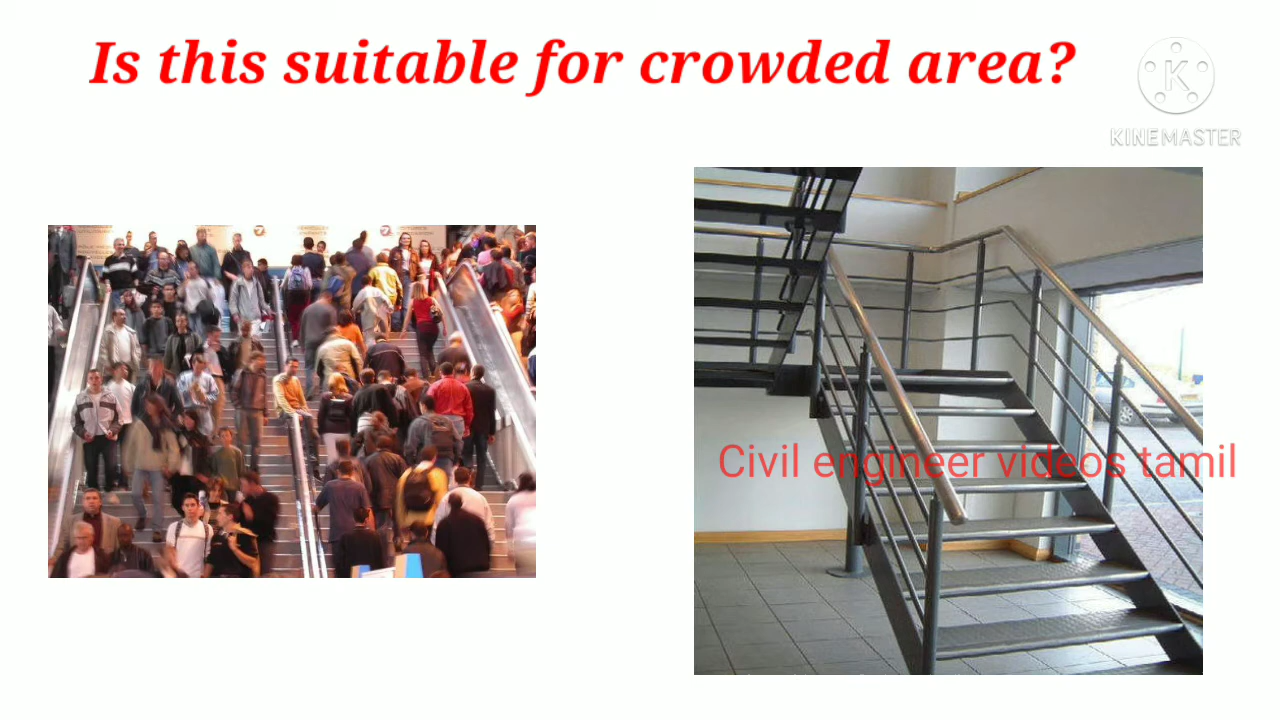 Is this suitable for crowded area?
K
KINEMASTER
Civil engineer videos tamil